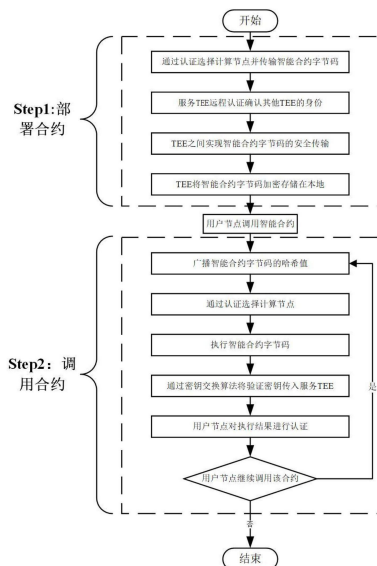 开始
Step1:部
署合约
通过认证选择计算节点并传输智能合约字节码
服务TEE远程认证确认其他TEE的身份
TEE之间实现智能合约字节码的安全传输
TEE将智能合约字节码加密存储在本地
用户节点调用智能合约
Step2：调
用合约
广播智能合约字节码的哈希值
通过认证选择计算节点
执行智能合约字节码
通过密钥交换算法将验证密钥传入服务TEE
用户节点对执行结果进行认证
用户节点继续调用该合约
是
否
结束